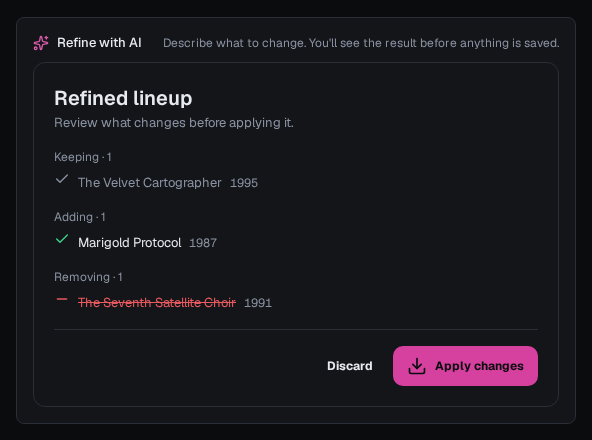 Refine with AI Describe what to change. You'll see the result before anything is saved.
Refined lineup
Review what changes before applying it.
Keeping · 1
The Velvet Cartographer 1995
Adding · 1
Marigold Protocol 1987
Removing · 1
The Seventh Satellite Choir 1991
Discard Apply changes